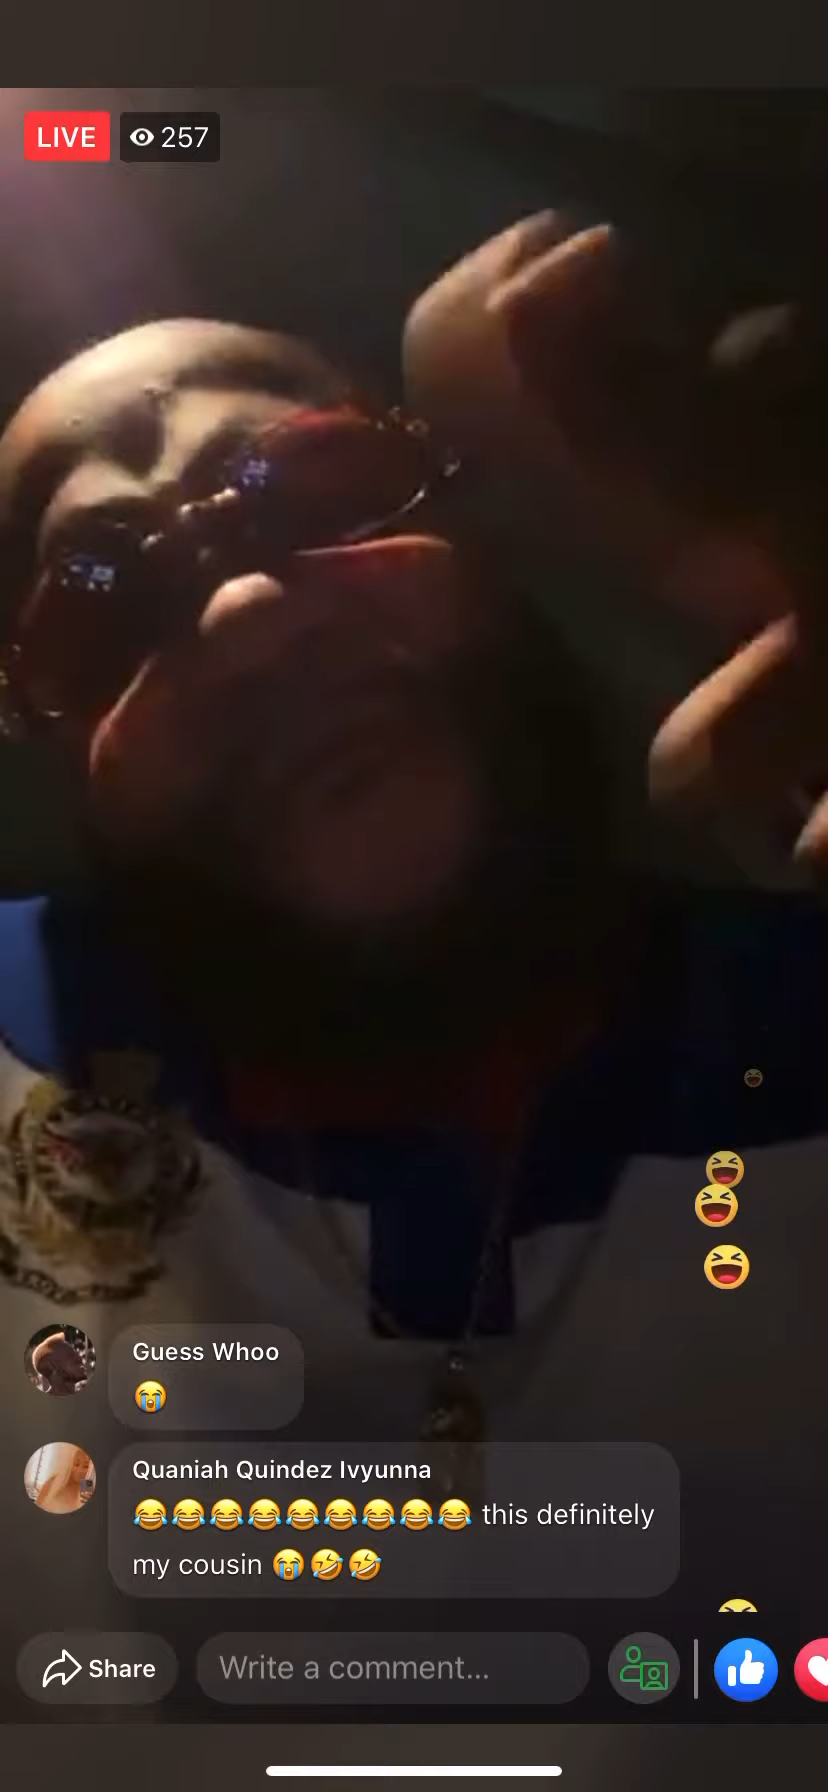 LIVE 257
Guess Whoo
😭
Quaniah Quindez Ivyunna
😂😂😂😂😂😂😂😂😂 this definitely
my cousin 😭🤣🤣
Share Write a comment...